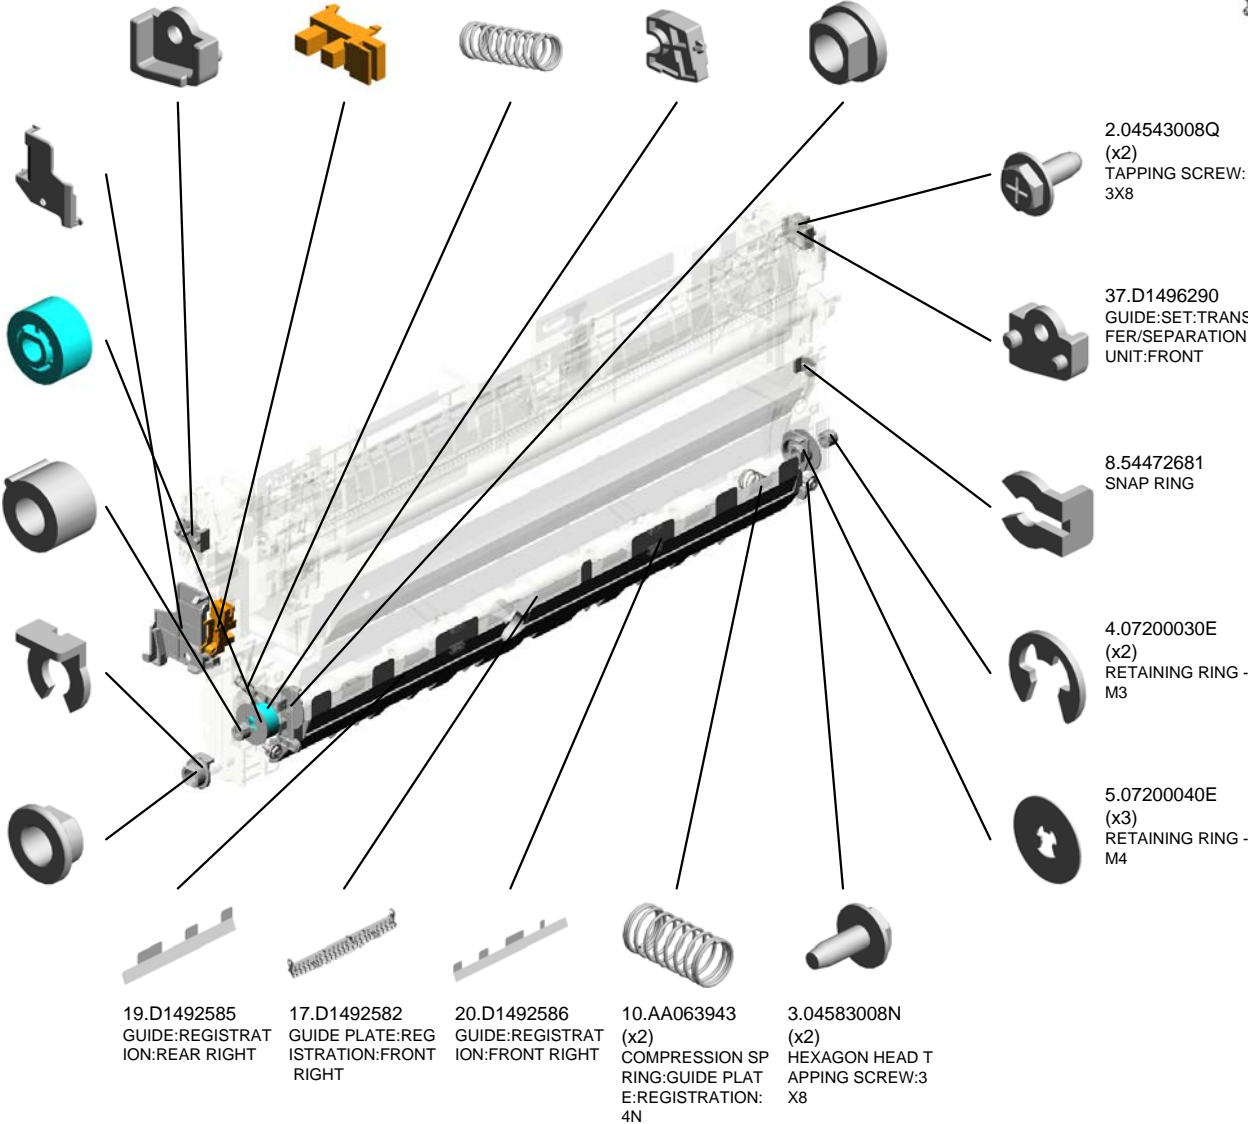 2.04543008Q
(x2)
TAPPING SCREW:
3X8
37.D1496290
GUIDE:SET:TRANS
FER/SEPARATION
UNIT:FRONT
8.54472681
SNAP RING
4.07200030E
(x2)
RETAINING RING -
M3
5.07200040E
(x3)
RETAINING RING -
M4
19.D1492585
GUIDE:REGISTRAT
ION:REAR RIGHT
17.D1492582
GUIDE PLATE:REG
ISTRATION:FRONT
RIGHT
20.D1492586
GUIDE:REGISTRAT
ION:FRONT RIGHT
10.AA063943
(x2)
COMPRESSION SP
RING:GUIDE PLAT
E:REGISTRATION:
4N
3.04583008N
(x2)
HEXAGON HEAD T
APPING SCREW:3
X8